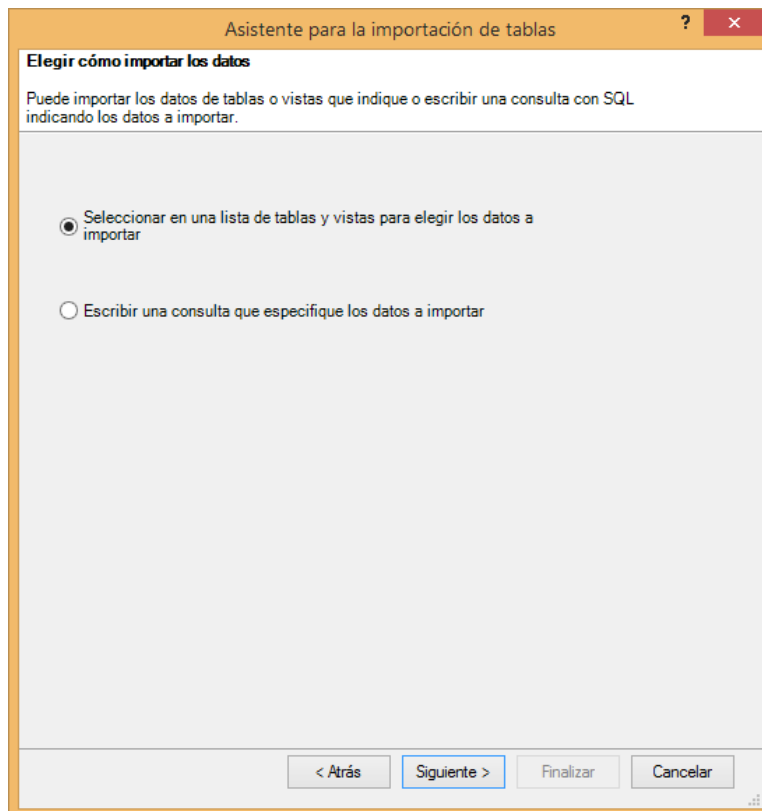 Asistente para la importación de tablas
?
Elegir cómo importar los datos
Puede importar los datos de tablas o vistas que indique o escribir una consulta con SQL
indicando los datos a importar.
Seleccionar en una lista de tablas y vistas para elegir los datos a
importar
Escribir una consulta que especifique los datos a importar
< Atrás
Siguiente >
Finalizar
Cancelar